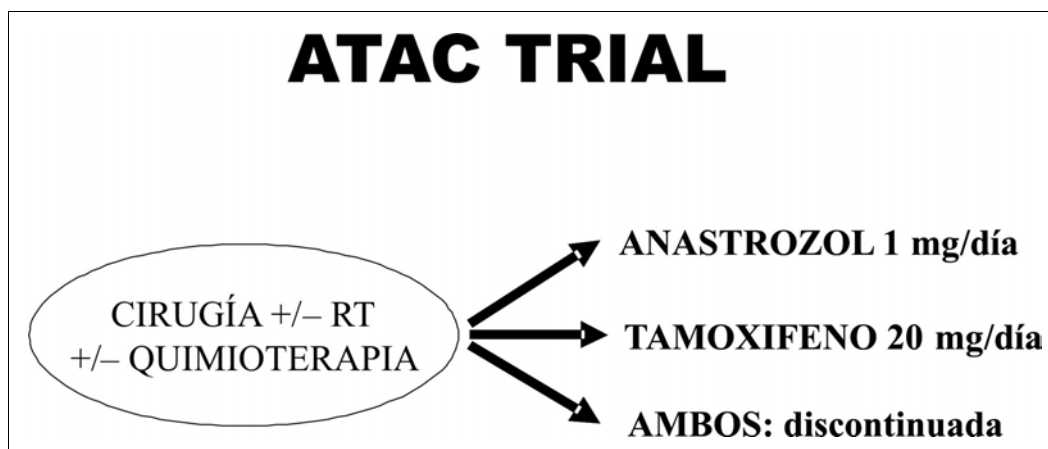 ATAC TRIAL
CIRUGÍA +/– RT
+/– QUIMIOTERAPIA
ANASTROZOL 1 mg/día
TAMOXIFENO 20 mg/día
AMBOS: discontinuada